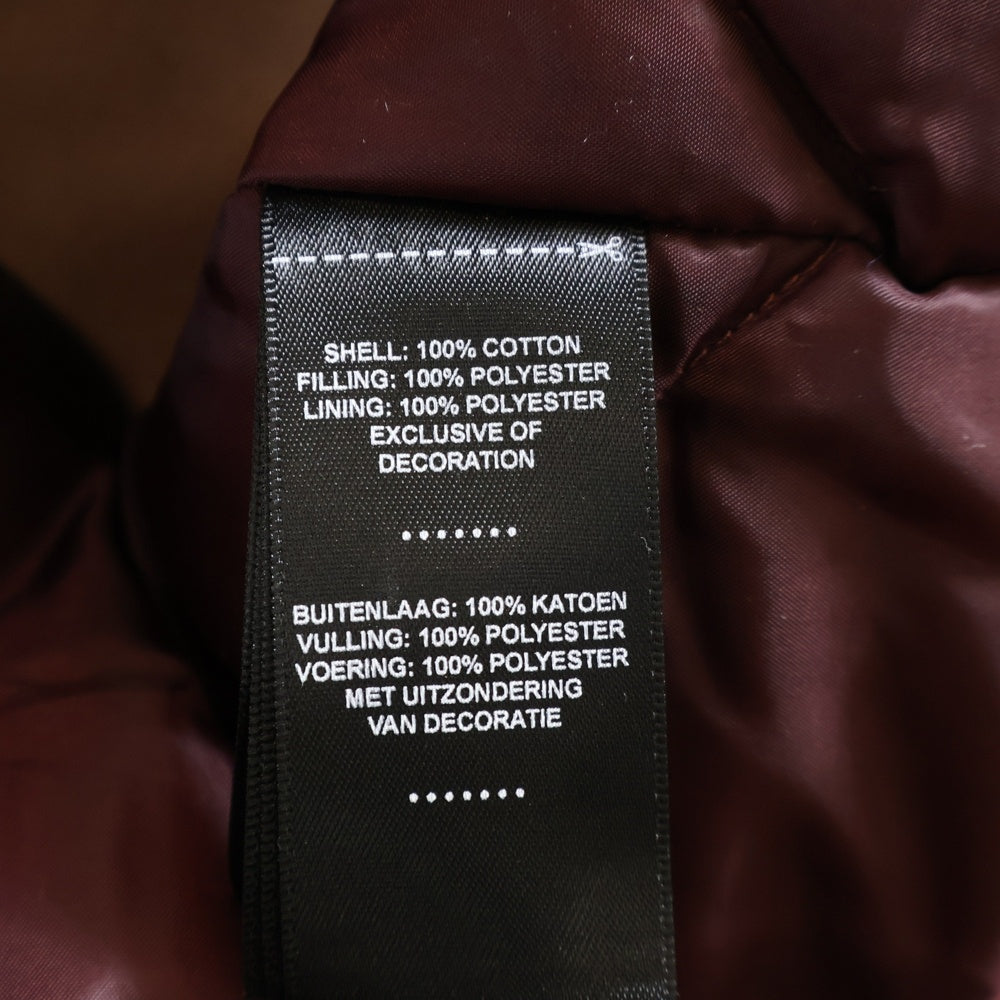 SHELL: 100% COTTON
FILLING: 100% POLYESTER
LINING: 100% POLYESTER
EXCLUSIVE OF
DECORATION
.......
BUITENLAAG: 100% KATOEN
VULLING: 100% POLYESTER
VOERING: 100% POLYESTER
MET UITZONDERING
VAN DECORATIE
.......